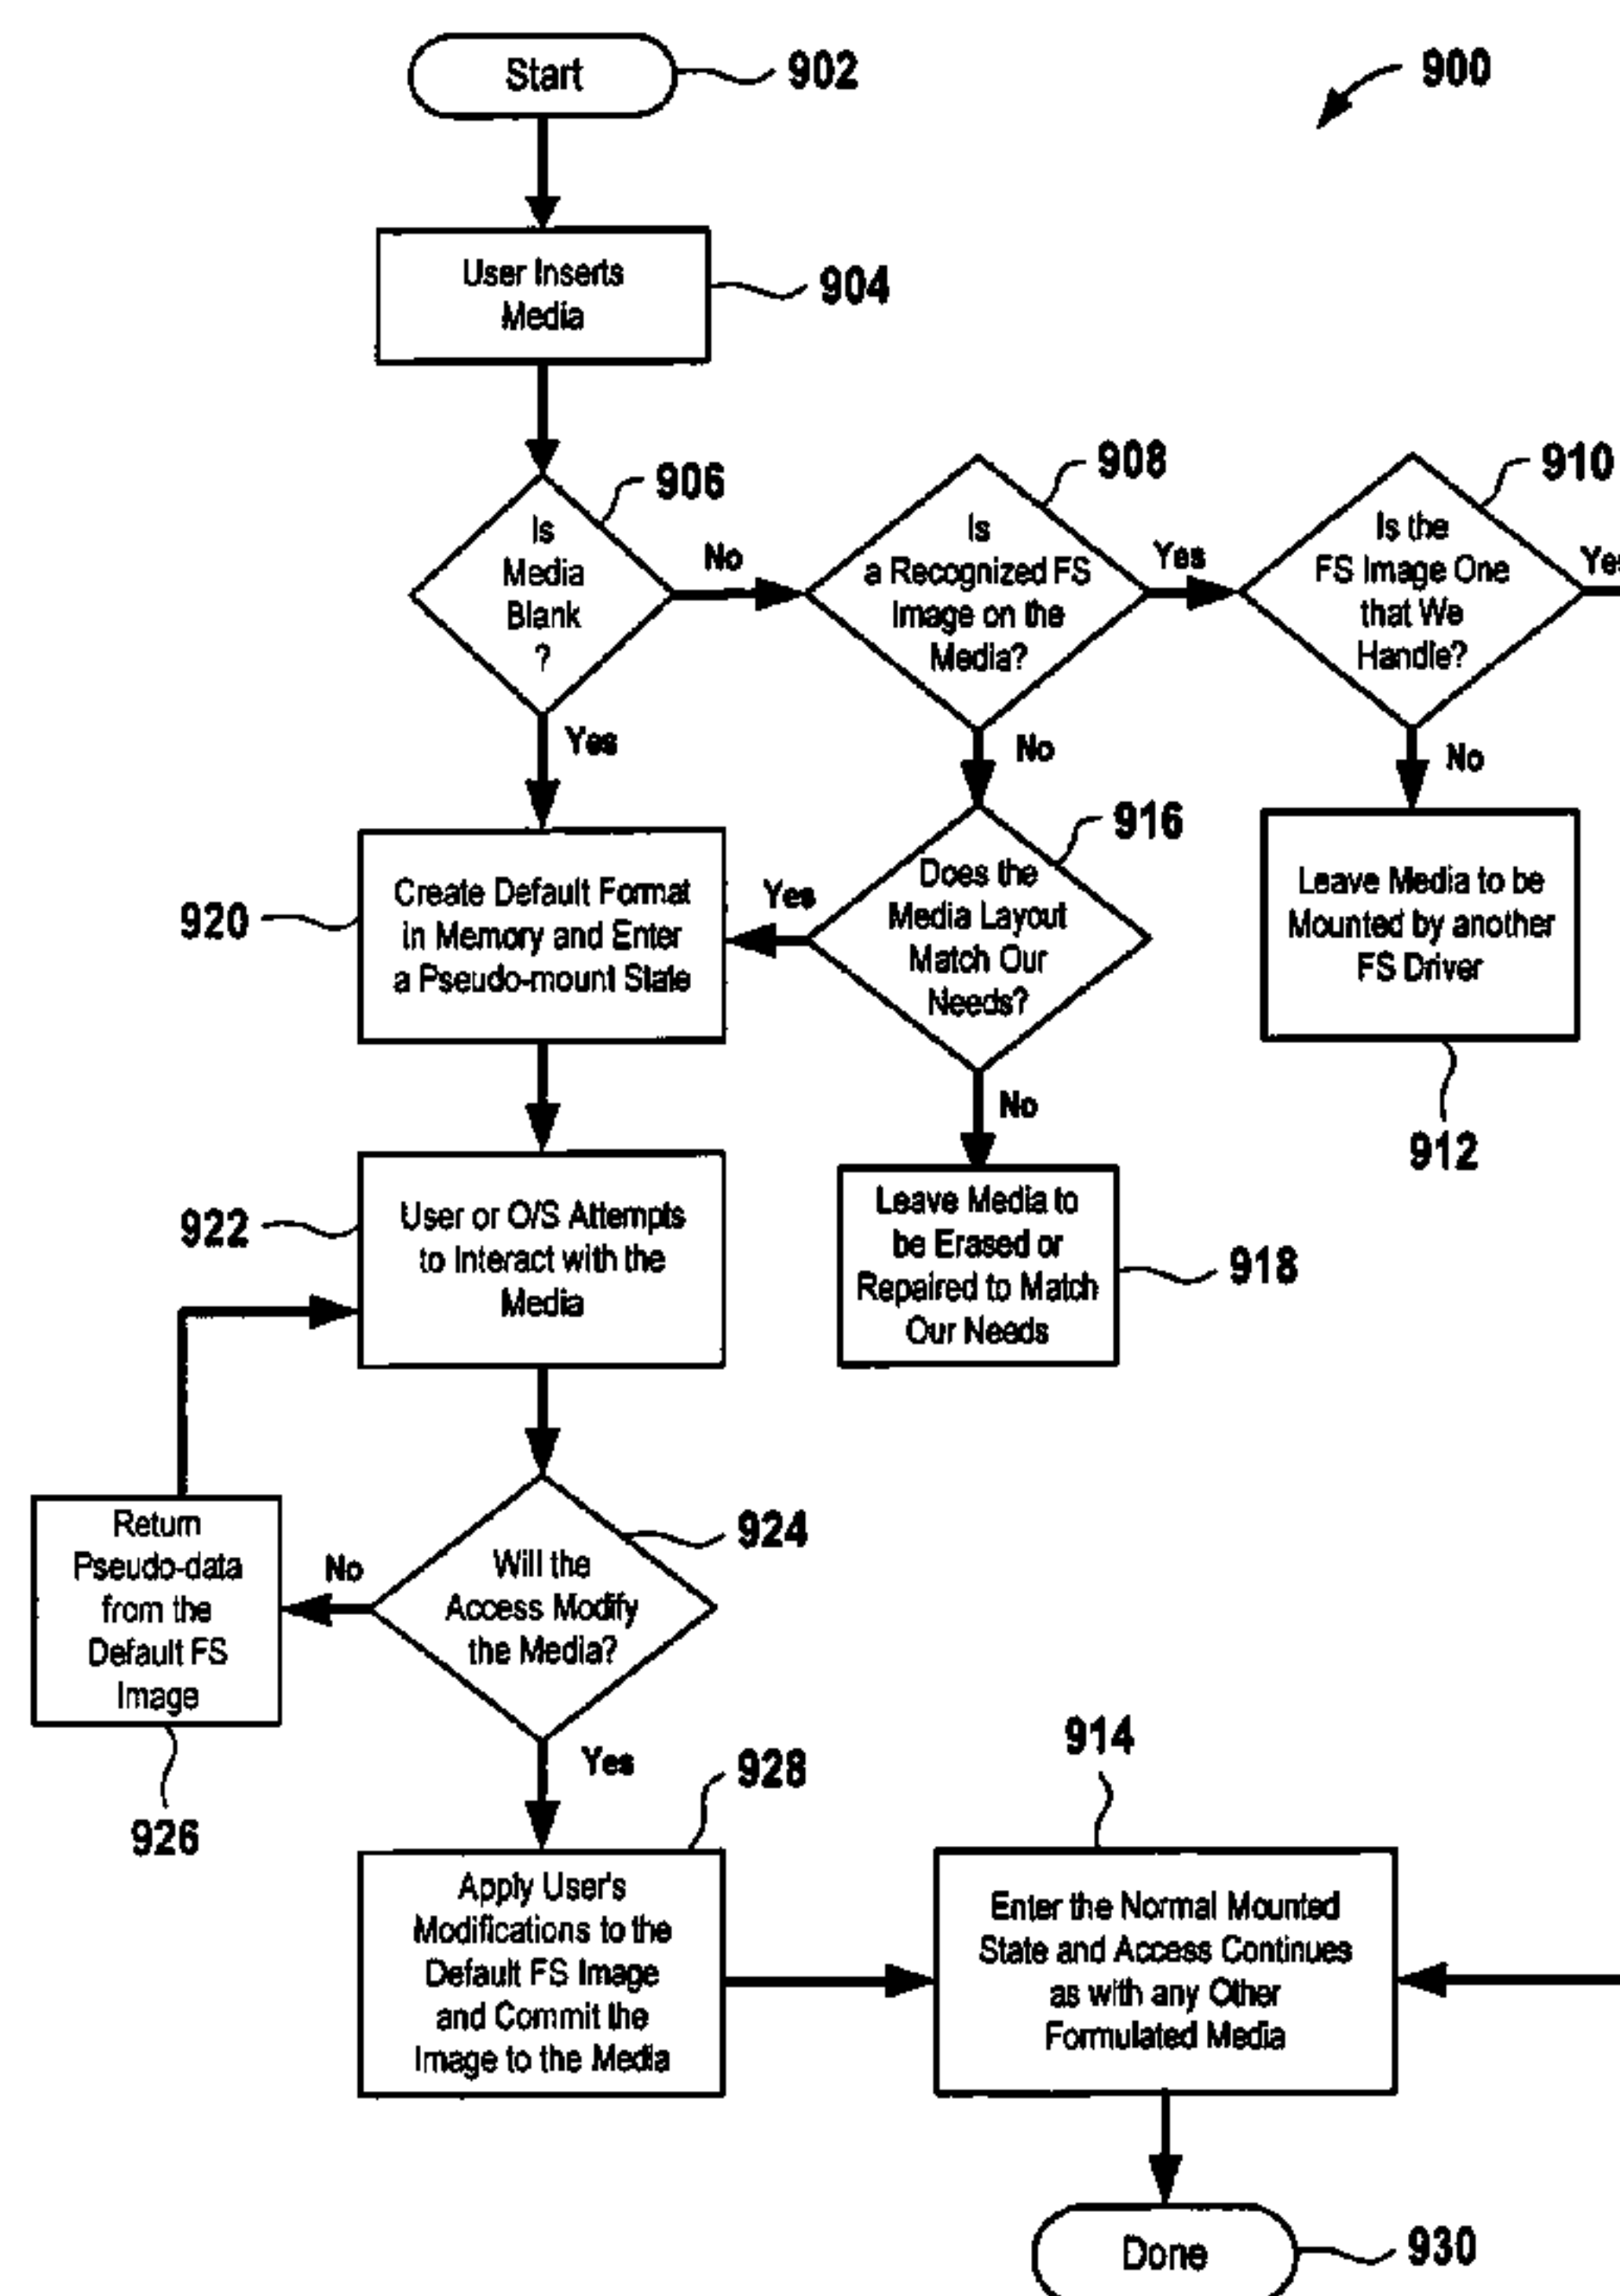 Start
902
900
User Inserts
Media
904
906
Is
Media
Blank
?
No
908
Is
a Recognized FS
Image on the
Media?
Yes
910
Is the
FS Image One
that We
Handle?
Yes
Yes
No
No
916
Does the
Media Layout
Match Our
Needs?
Yes
920
Create Default Format
in Memory and Enter
a Pseudo-mount State
Leave Media to be
Mounted by another
FS Driver
912
No
922
User or O/S Attempts
to Interact with the
Media
Leave Media to
be Erased or
Repaired to Match
Our Needs
918
924
Will the
Access Modify
the Media?
No
Return
Pseudo-data
from the
Default FS
Image
926
Yes
928
Apply User's
Modifications to the
Default FS Image
and Commit the
Image to the Media
914
Enter the Normal Mounted
State and Access Continues
as with any Other
Formulated Media
Done
930